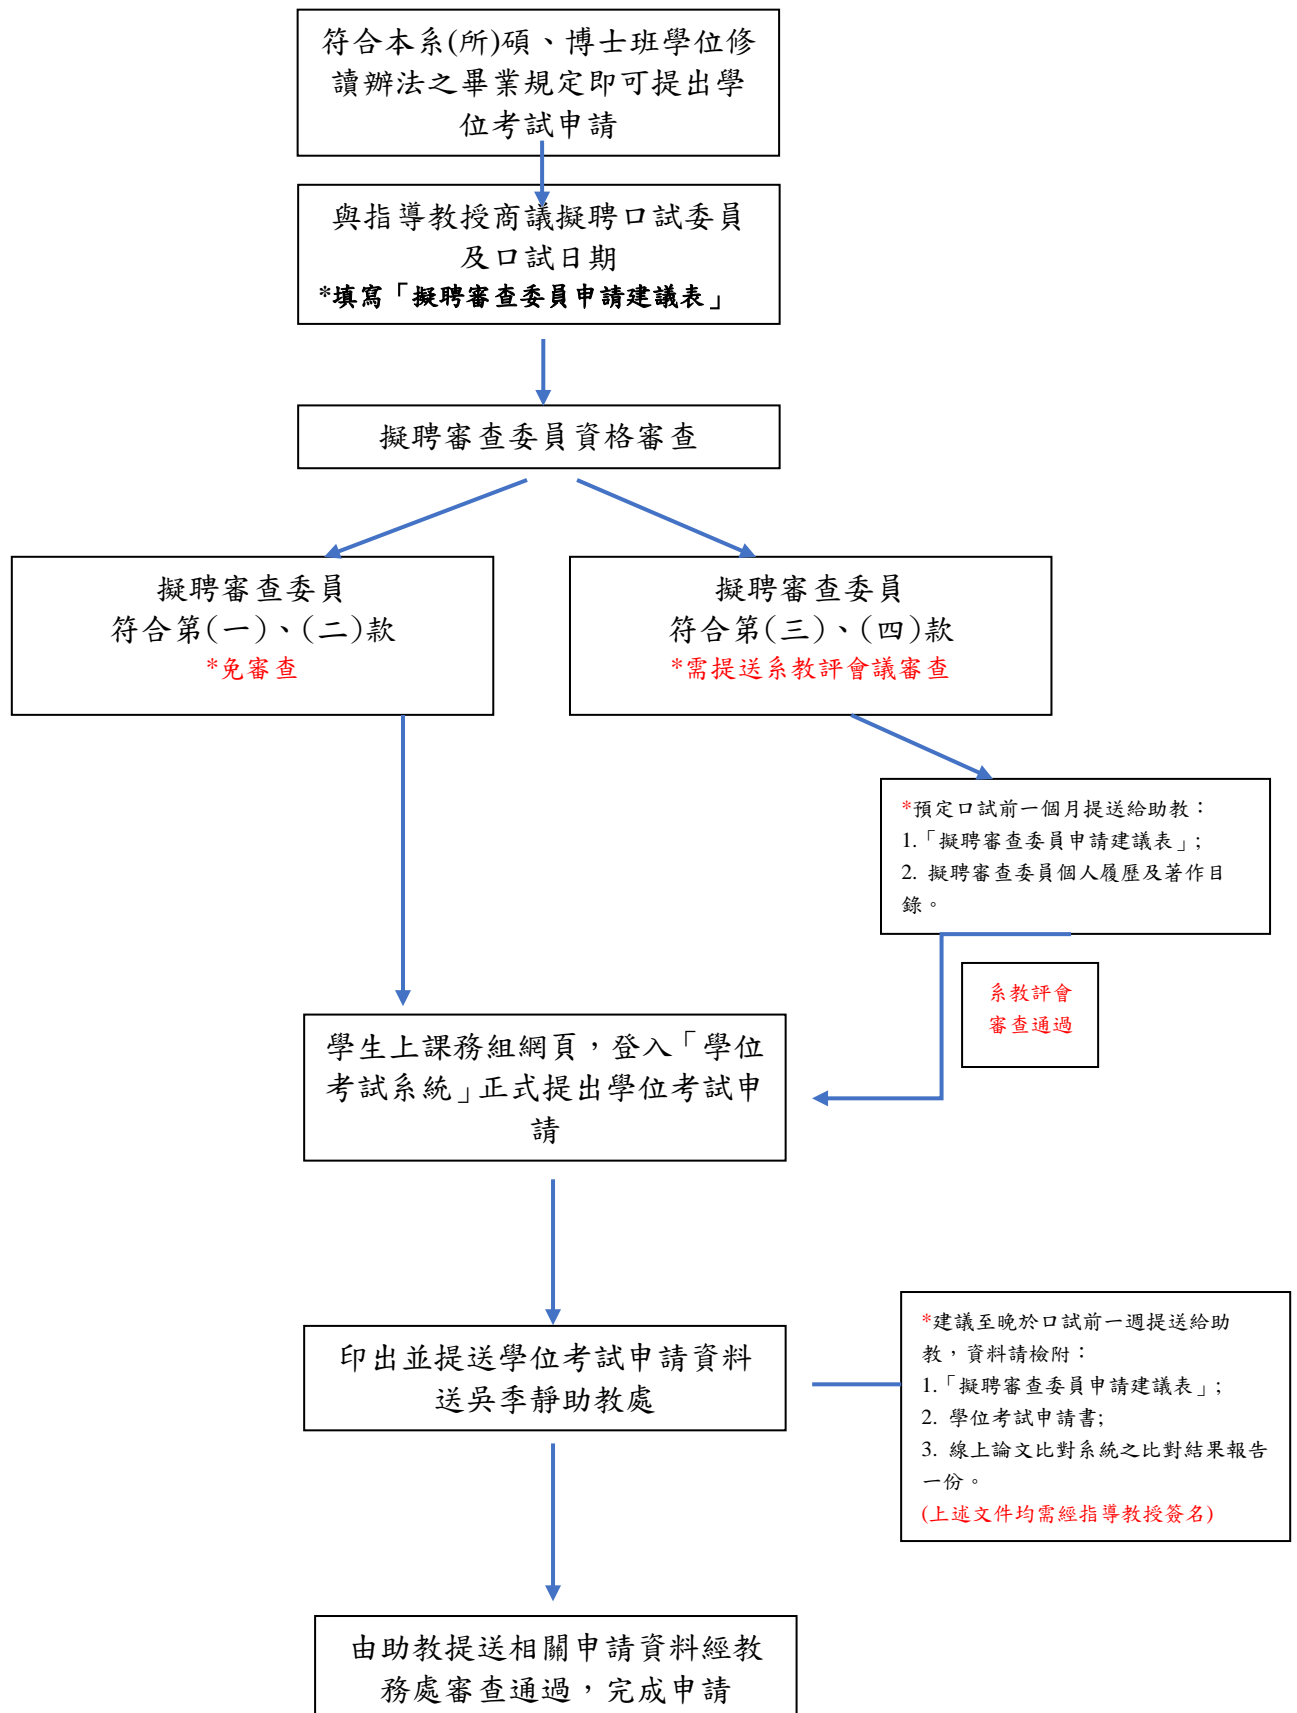 符合本系(所)碩、博士班學位修
讀辦法之畢業規定即可提出學
位考試申請
與指導教授商議擬聘口試委員
及口試日期
*填寫「擬聘審查委員申請建議表」
擬聘審查委員資格審查
擬聘審查委員
符合第(一)、(二)款
*免審查
擬聘審查委員
符合第(三)、(四)款
*需提送系教評會議審查
*預定口試前一個月提送給助教：
1.「擬聘審查委員申請建議表」;
2. 擬聘審查委員個人履歷及著作目
錄。
系教評會
審查通過
學生上課務組網頁，登入「學位
考試系統」正式提出學位考試申
請
印出並提送學位考試申請資料
送吳季靜助教處
*建議至晚於口試前一週提送給助
教，資料請檢附：
1.「擬聘審查委員申請建議表」;
2. 學位考試申請書;
3. 線上論文比對系統之比對結果報告
一份。
(上述文件均需經指導教授簽名)
由助教提送相關申請資料經教
務處審查通過，完成申請